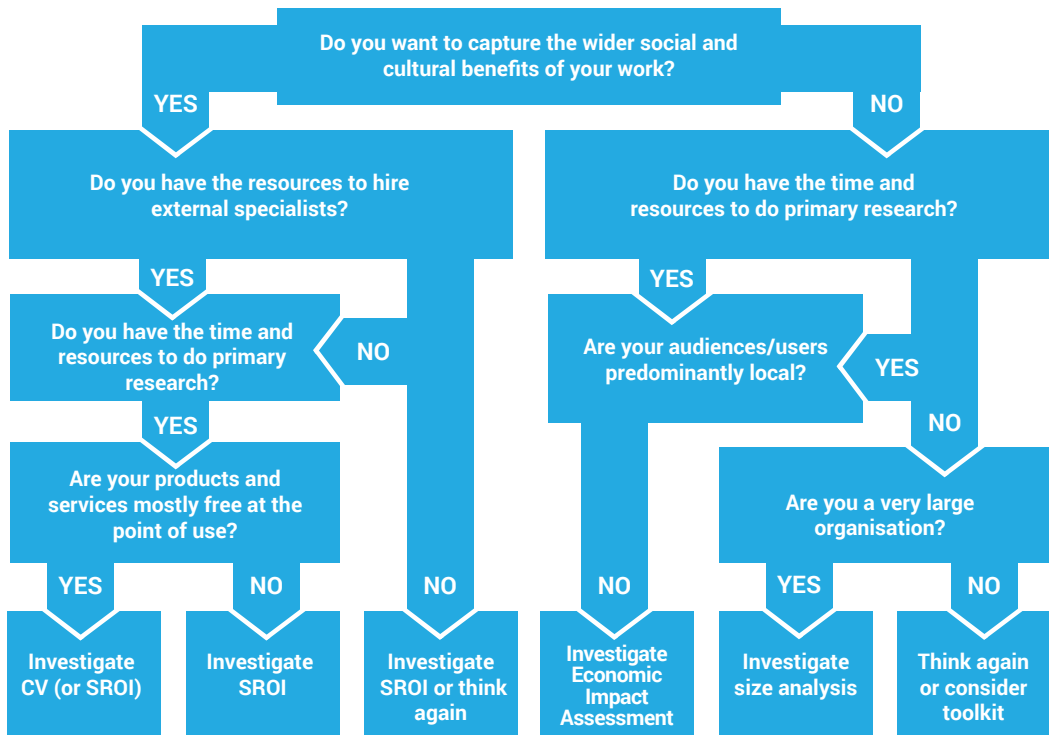 Do you want to capture the wider social and
cultural benefits of your work?
YES
NO
Do you have the resources to hire
external specialists?
Do you have the time and
resources to do primary research?
YES
YES
Do you have the time and
resources to do primary
research?
NO
Are your audiences/users
predominantly local?
YES
YES
NO
Are your products and
services mostly free at the
point of use?
Are you a very large
organisation?
YES
NO
NO
NO
YES
NO
Investigate
CV (or SROI)
Investigate
SROI
Investigate
SROI or think
again
Investigate
Economic
Impact
Assessment
Investigate
size analysis
Think again
or consider
toolkit